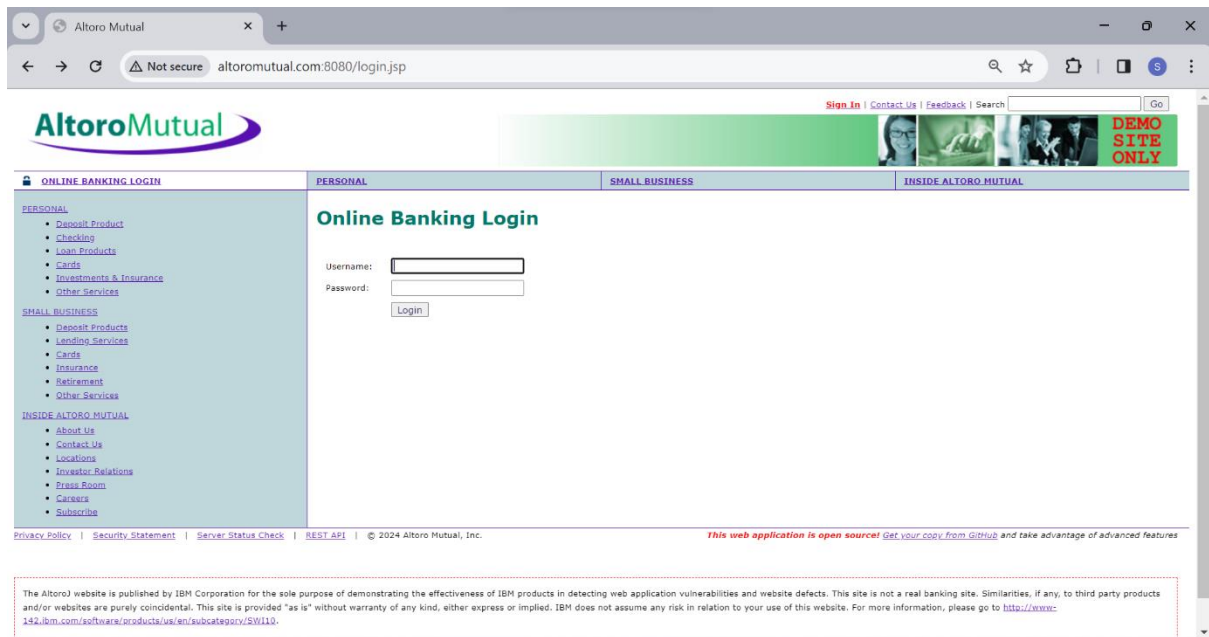 Altoro Mutual
Not secure altoromutual.com:8080/login.jsp
S
Sign In | Contact Us | Feedback | Search Go
AltoroMutual
DEMO
SITE
ONLY
ONLINE BANKING LOGIN PERSONAL SMALL BUSINESS INSIDE ALTORO MUTUAL
PERSONAL
Deposit Product
Checking
Loan Products
Cards
Investments & Insurance
Other Services
SMALL BUSINESS
Deposit Products
Lending Services
Cards
Insurance
Retirement
Other Services
INSIDE ALTORO MUTUAL
About Us
Contact Us
Locations
Investor Relations
Press Room
Careers
Subscribe
Online Banking Login
Username:
Password:
Login
Privacy Policy | Security Statement | Server Status Check | REST API | © 2024 Altoro Mutual, Inc. This web application is open source! Get your copy from GitHub and take advantage of advanced features
The AltoroJ website is published by IBM Corporation for the sole purpose of demonstrating the effectiveness of IBM products in detecting web application vulnerabilities and website defects. This site is not a real banking site. Similarities, if any, to third party products
and/or websites are purely coincidental. This site is provided "as is" without warranty of any kind, either express or implied. IBM does not assume any risk in relation to your use of this website. For more information, please go to http://www-
142.ibm.com/software/products/us/en/subcategory/SWI10.